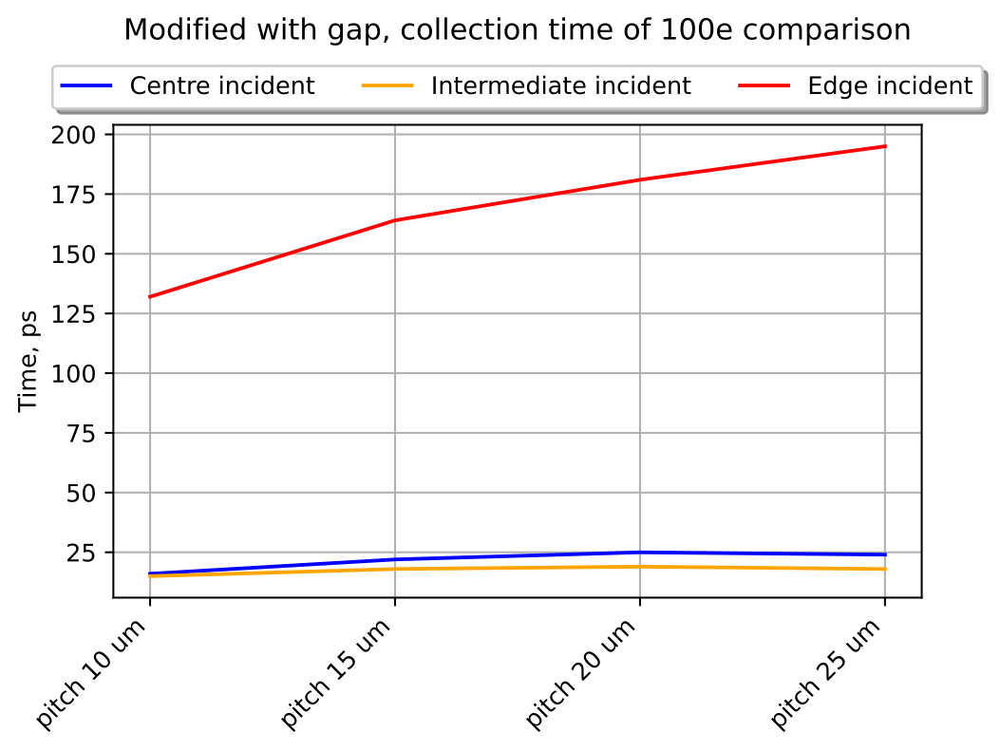 Modified with gap, collection time of 100e comparison
Centre incident Intermediate incident Edge incident
200
175
150
125
100
75
50
25
Time, ps
pitch 10 um
pitch 15 um
pitch 20 um
pitch 25 um